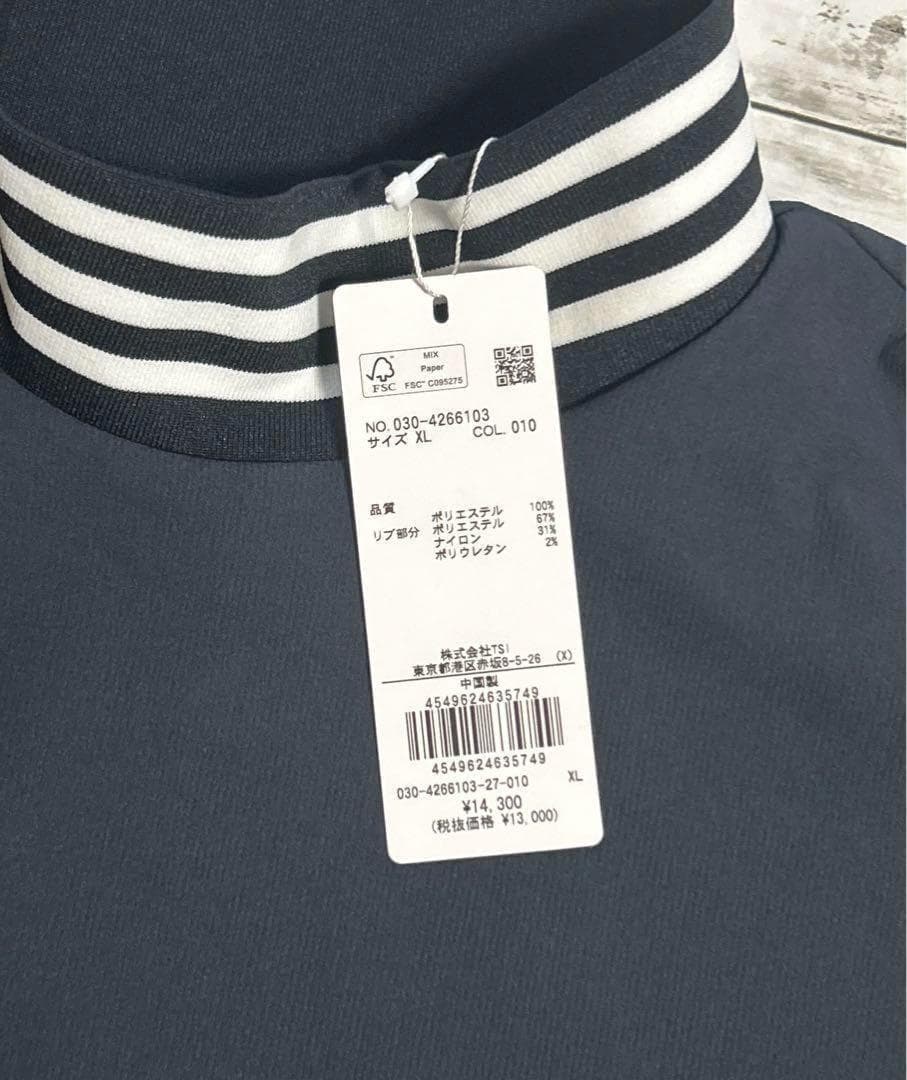 FSC™
MIX
Paper
FSC™ C095275
NO. 030-4266103
サイズ XL COL. 010
品質 ポリエステル 100%
リブ部分 ポリエステル 67%
ナイロン 31%
ポリウレタン 2%
株式会社TSI
東京都港区赤坂8-5-26 (X)
中国製
4549624635749
4549624635749
030-4266103-27-010 XL
¥14,300
(税抜価格 ¥13,000)